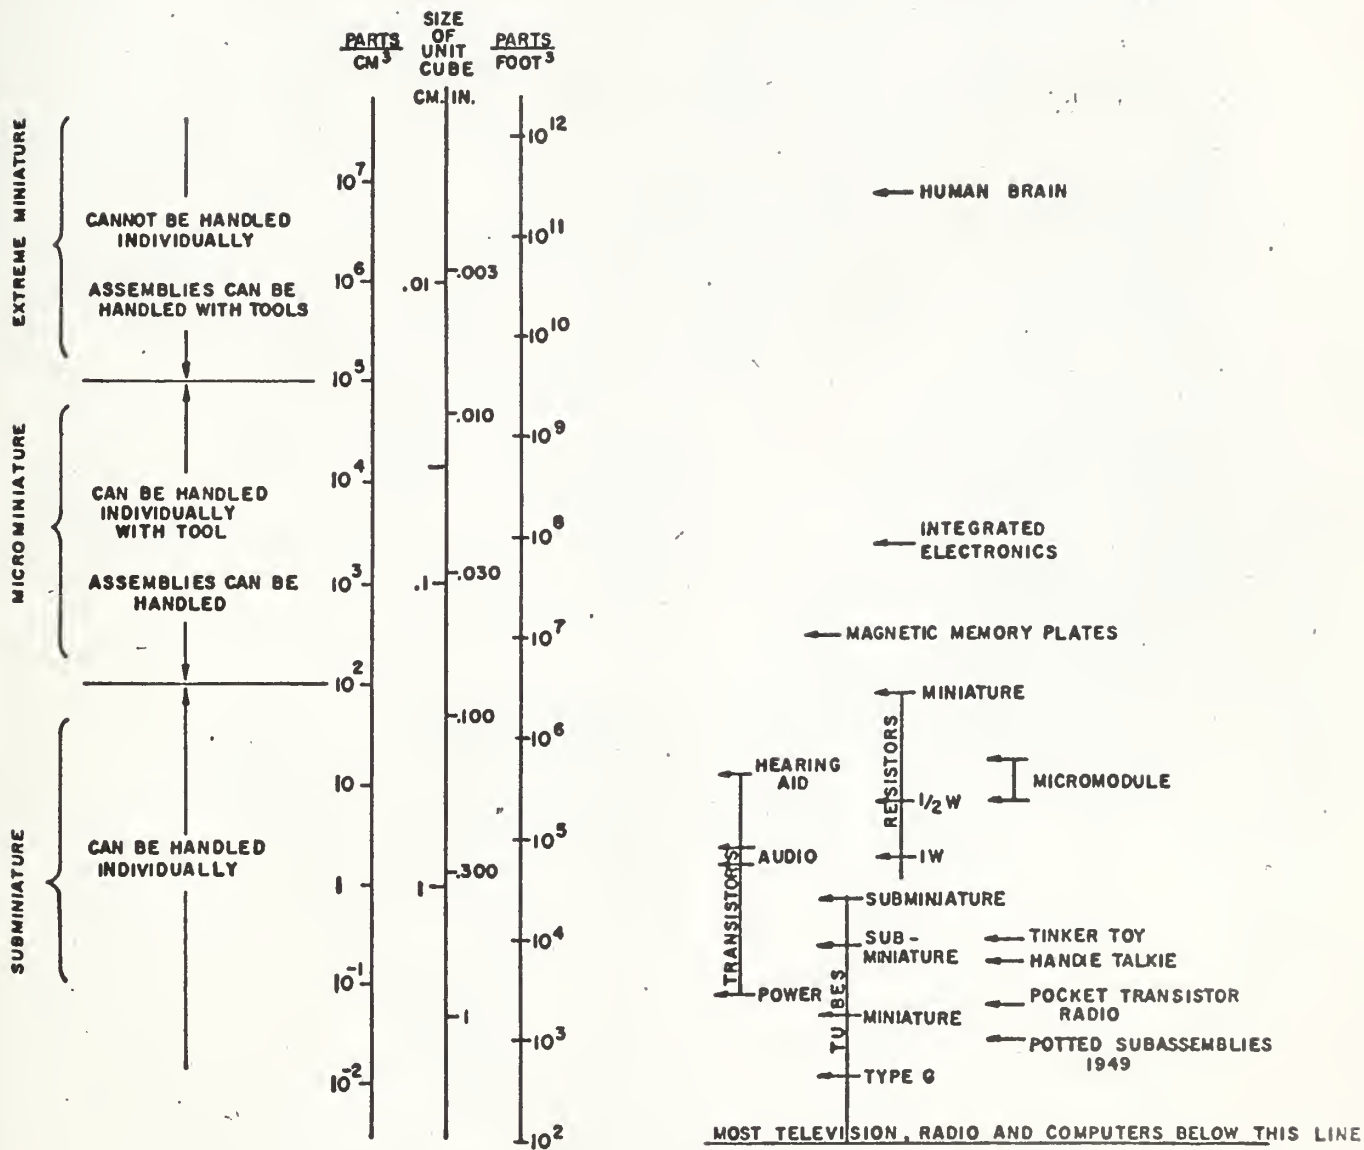 PARTS
CM³
SIZE
OF
UNIT
CUBE
CM. IN.
PARTS
FOOT³
EXTREME MINIATURE
CANNOT BE HANDLED
INDIVIDUALLY
ASSEMBLIES CAN BE
HANDLED WITH TOOLS
MICROMINIATURE
CAN BE HANDLED
INDIVIDUALLY
WITH TOOL
ASSEMBLIES CAN BE
HANDLED
SUBMINIATURE
CAN BE HANDLED
INDIVIDUALLY
10⁷
10⁶
10⁵
10⁴
10³
10²
10
1
10⁻¹
10⁻²
.01
.1
1
.003
.010
.030
.100
.300
1
10¹²
10¹¹
10¹⁰
10⁹
10⁸
10⁷
10⁶
10⁵
10⁴
10³
10²
HUMAN BRAIN
INTEGRATED
ELECTRONICS
MAGNETIC MEMORY PLATES
RESISTORS
MINIATURE
1/2 W
1W
MICROMODULE
TRANSISTORS
HEARING
AID
AUDIO
POWER
TUBES
SUBMINIATURE
SUB-
MINIATURE
MINIATURE
TYPE G
TINKER TOY
HANDIE TALKIE
POCKET TRANSISTOR
RADIO
POTTED SUBASSEMBLIES
1949
MOST TELEVISION, RADIO AND COMPUTERS BELOW THIS LINE